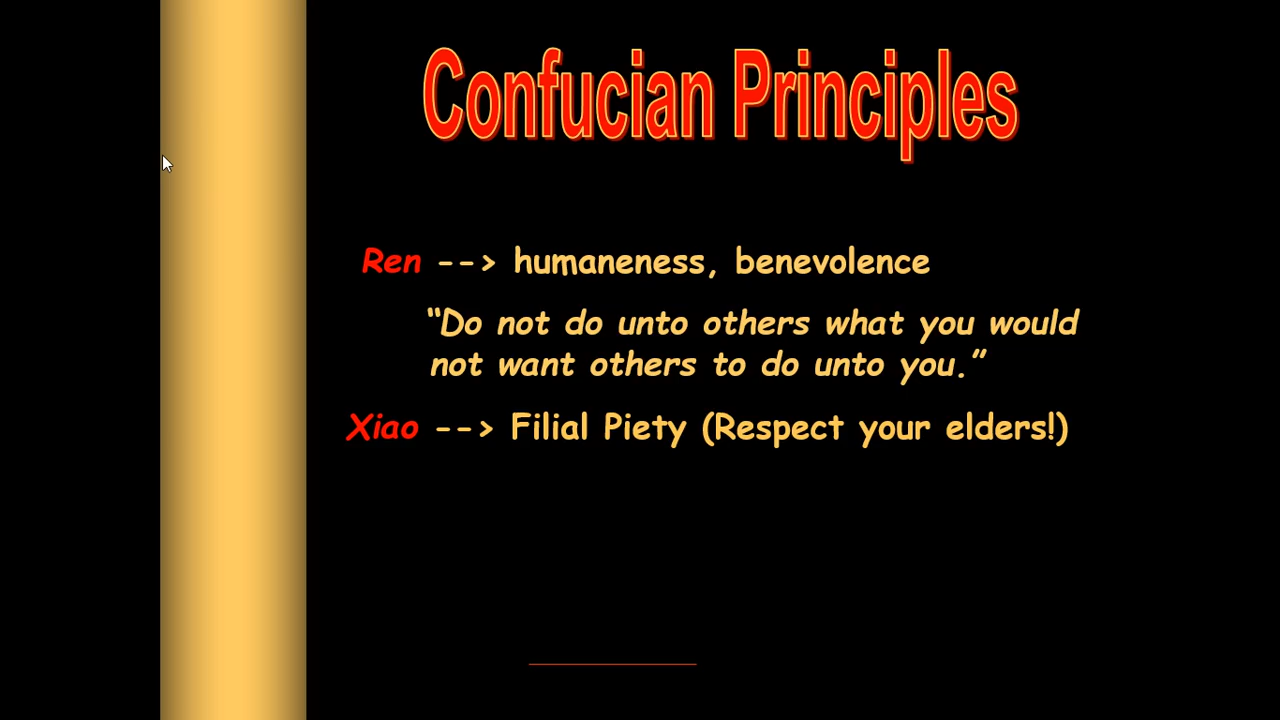 Confucian Principles
Ren --> humaneness, benevolence
“Do not do unto others what you would
not want others to do unto you.”
Xiao --> Filial Piety (Respect your elders!)